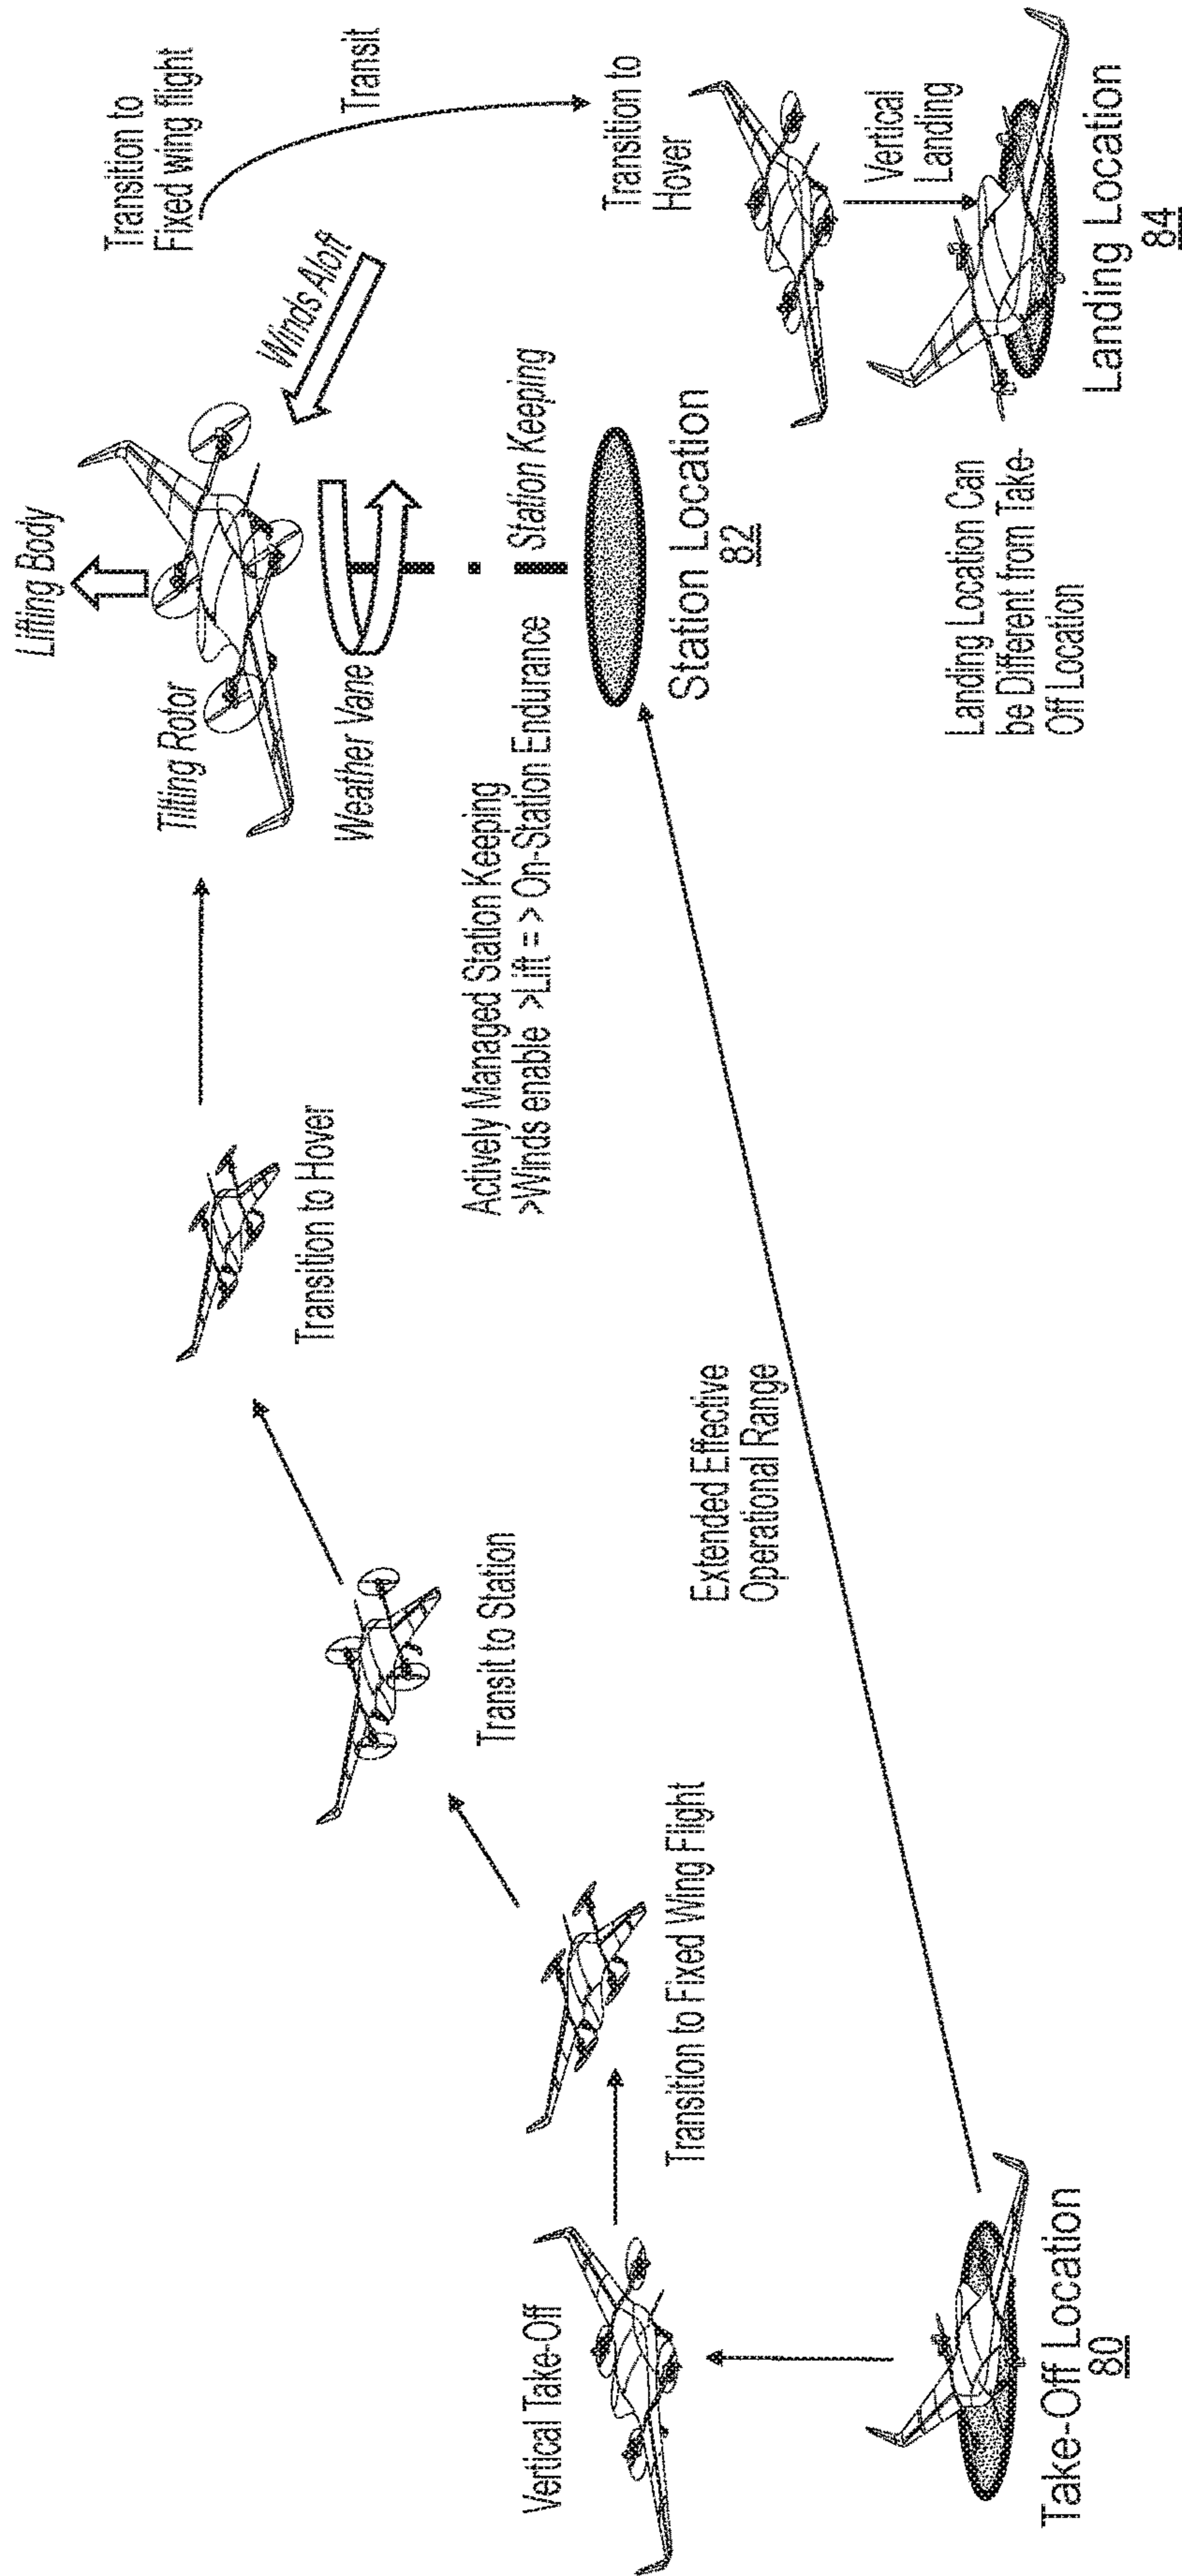 Lifting Body
Tilting Rotor
Weather Vane
Winds Aloft
Transition to
Fixed wing flight
Transit
Transition to Hover
Actively Managed Station Keeping
>Winds enable >Lift = > On-Station Endurance
Station Keeping
Station Location
82
Transition to
Hover
Vertical
Landing
Landing Location
84
Landing Location Can
be Different from Take-
Off Location
Transit to Station
Extended Effective
Operational Range
Transition to Fixed Wing Flight
Vertical Take-Off
Take-Off Location
80